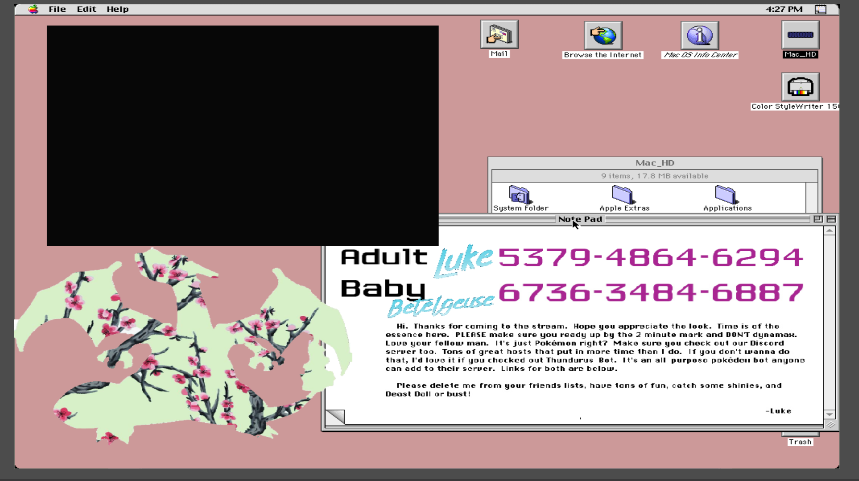 File Edit Help
4:27 PM
Mail
Browse the Internet
Mac OS Info Center
Mac_HD
Color StyleWriter 15
Mac_HD
9 items, 17.8 MB available
System Folder
Apple Extras
Applications
Note Pad
Adult Luke 5379-4864-6294
Baby Betelgeuse 6736-3484-6887
Hi. Thanks for coming to the stream. Hope you appreciate the look. Time is of the
essence here. PLEASE make sure you ready up by the 2 minute mark and DON'T dynamax.
Love your fellow man. It's just Pokémon right? Make sure you check out our Discord
server too. Tons of great hosts that put in more time than I do. If you don't wanna do
that, I'd love it if you checked out Thundurus Bot. It's an all purpose pokédex bot anyone
can add to their server. Links for both are below.
Please delete me from your friends lists, have tons of fun, catch some shinies, and
Beast Ball or bust!
-Luke
Trash